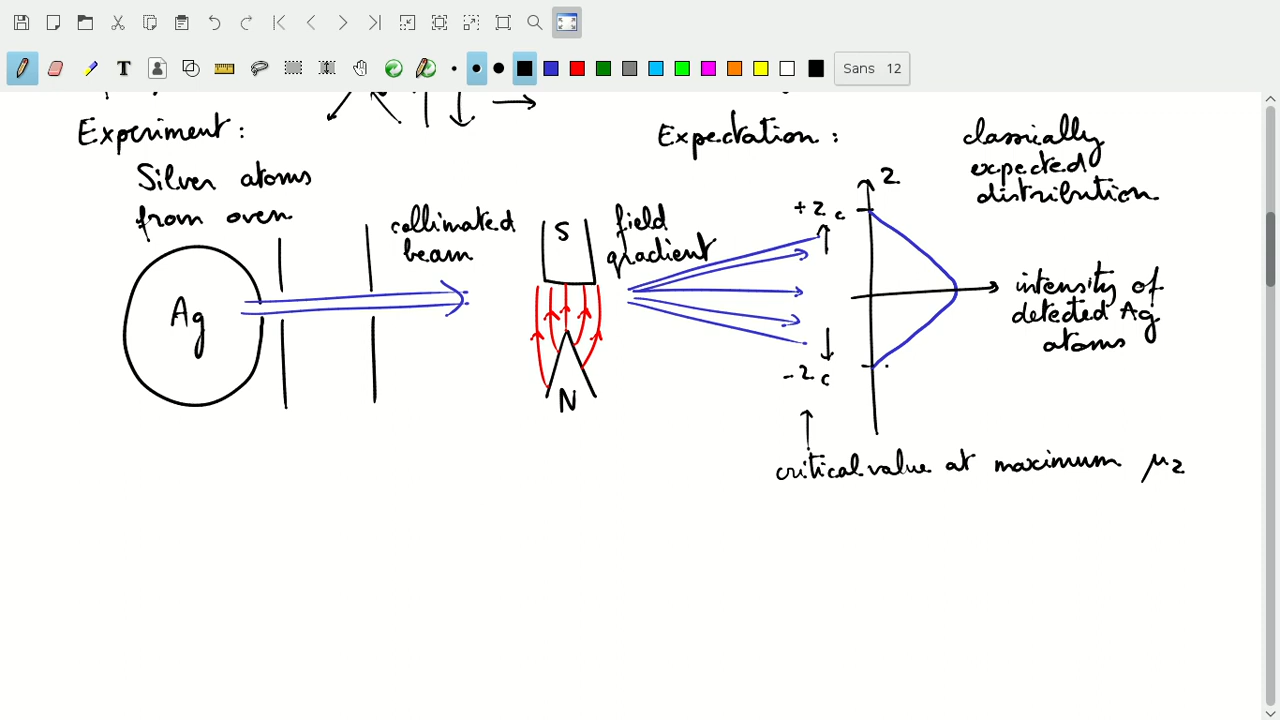 Sans 12
Experiment :
Silver atoms
from oven
Ag
collimated
beam
S
N
field
gradient
Expectation :
classically
expected
distribution
z
+z c
-z c
intensity of
detected Ag
atoms
critical value at maximum μz